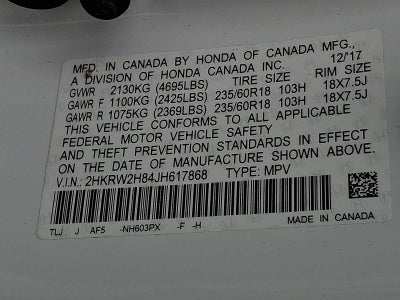 MFD. IN CANADA BY HONDA OF CANADA MFG.,
A DIVISION OF HONDA CANADA INC. 12/'17
GVWR 2130KG (4695LBS) TIRE SIZE RIM SIZE
GAWR F 1100KG (2425LBS) 235/60R18 103H 18X7.5J
GAWR R 1075KG (2369LBS) 235/60R18 103H 18X7.5J
THIS VEHICLE CONFORMS TO ALL APPLICABLE
FEDERAL MOTOR VEHICLE SAFETY
AND THEFT PREVENTION STANDARDS IN EFFECT
ON THE DATE OF MANUFACTURE SHOWN ABOVE.
V.I.N.: 2HKRW2H84JH617868 TYPE: MPV
TLJ J AF5 -NH603PX -F -H
MADE IN CANADA